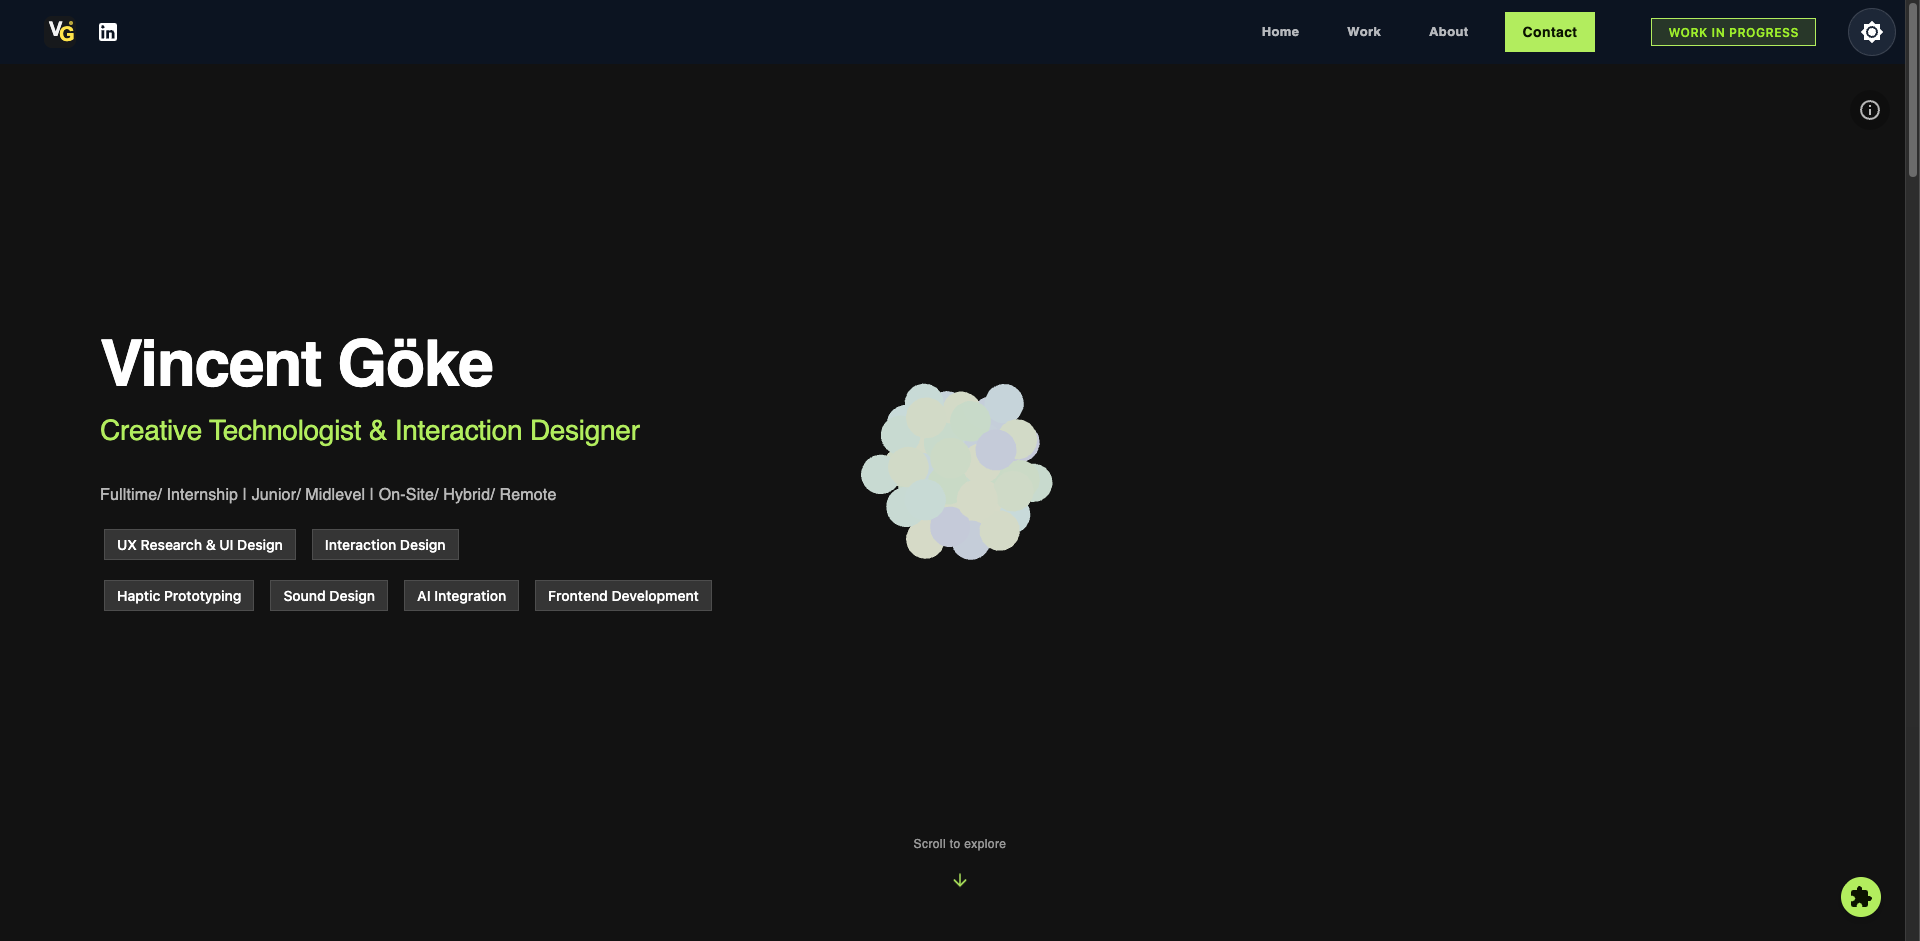 VG in Home Work About Contact WORK IN PROGRESS
Vincent Göke
Creative Technologist & Interaction Designer
Fulltime/ Internship | Junior/ Midlevel | On-Site/ Hybrid/ Remote
UX Research & UI Design Interaction Design
Haptic Prototyping Sound Design AI Integration Frontend Development
Scroll to explore